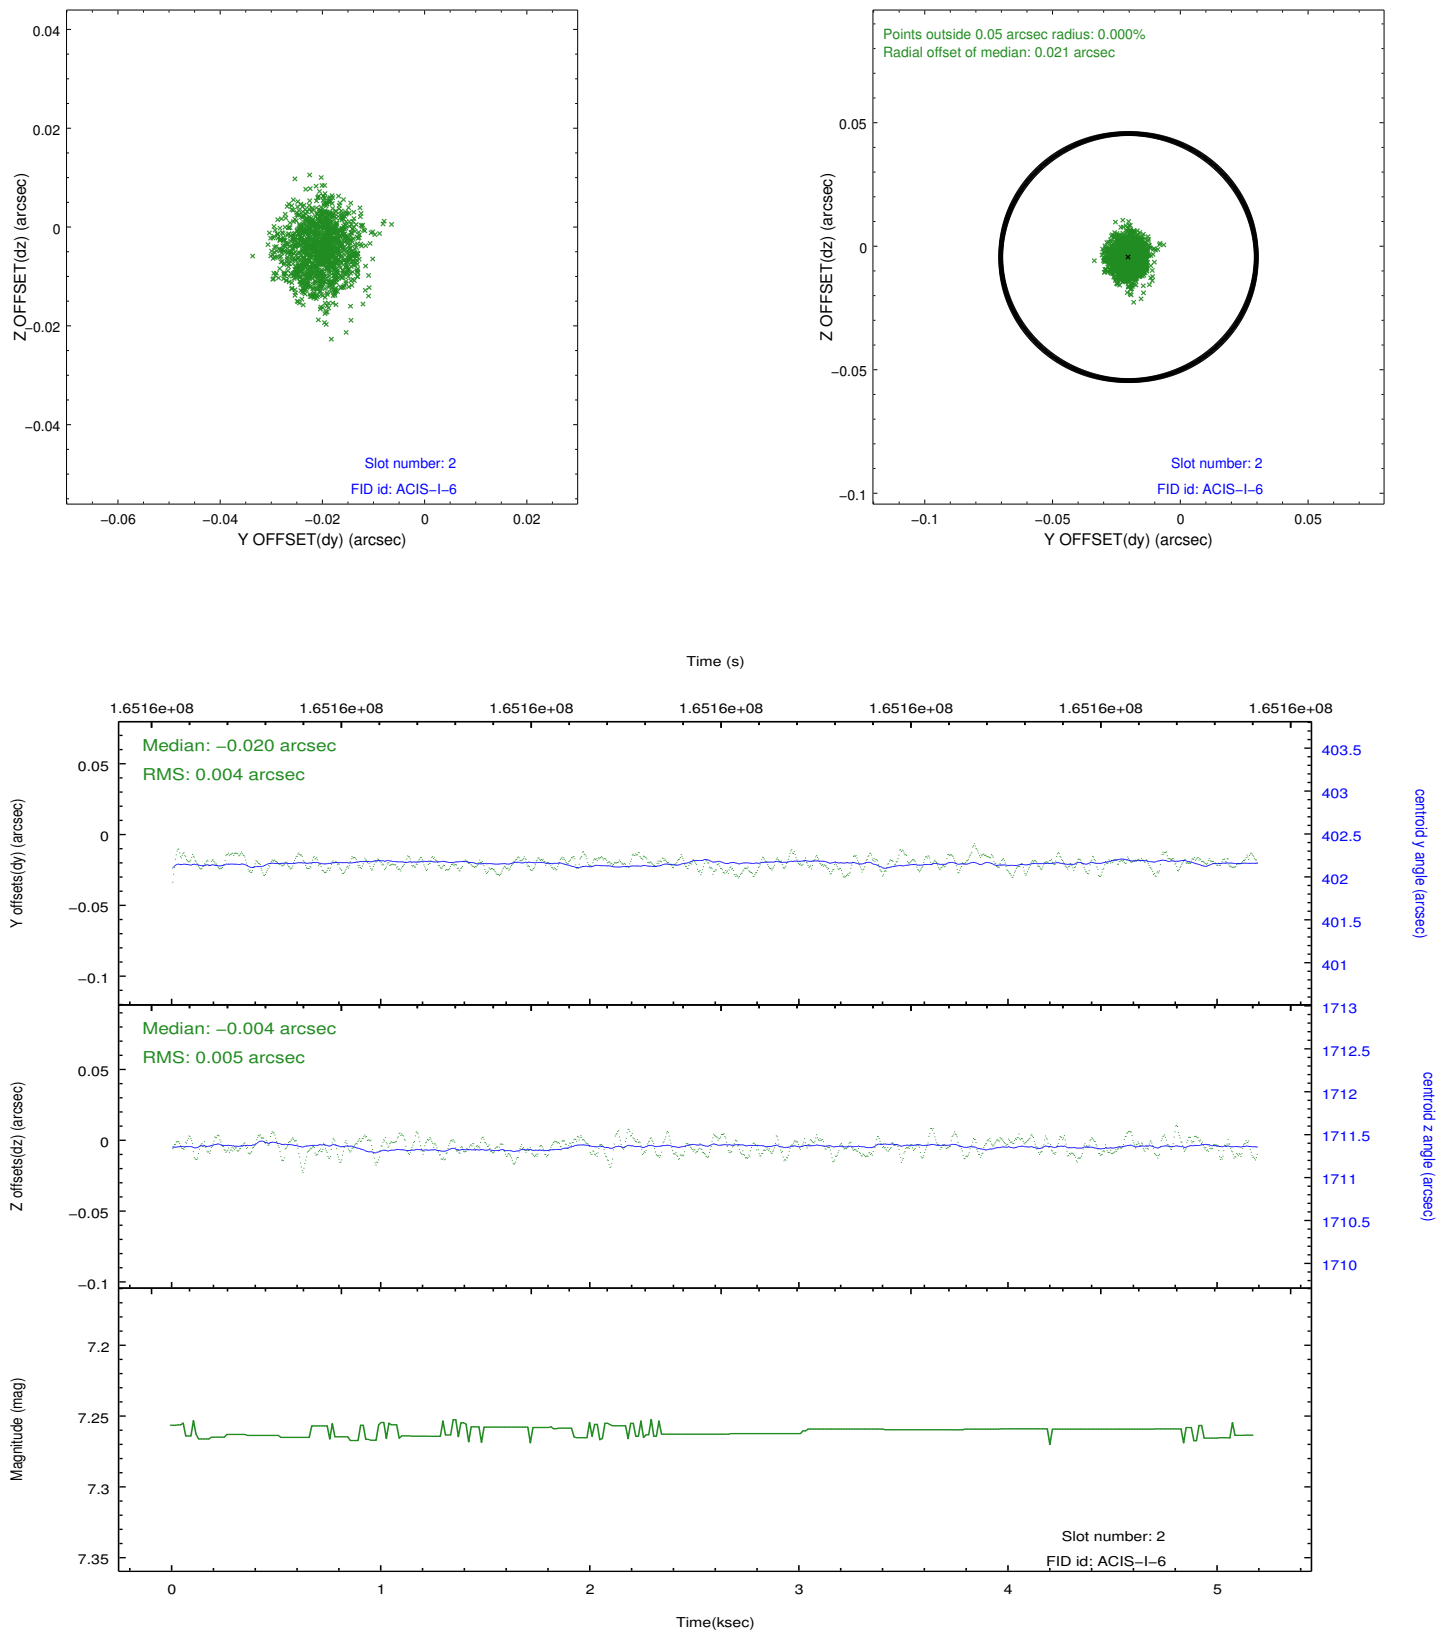 0.04
0.02
0
−0.02
−0.04
Z OFFSET(dz) (arcsec)
Slot number: 2
FID id: ACIS−I−6
−0.06
−0.04
−0.02
0
0.02
Y OFFSET(dy) (arcsec)
Points outside 0.05 arcsec radius: 0.000%
Radial offset of median: 0.021 arcsec
0.05
0
−0.05
−0.1
Z OFFSET(dz) (arcsec)
Slot number: 2
FID id: ACIS−I−6
−0.1
−0.05
0
0.05
Y OFFSET(dy) (arcsec)
Time (s)
1.6516e+08
1.6516e+08
1.6516e+08
1.6516e+08
1.6516e+08
1.6516e+08
1.6516e+08
Median: −0.020 arcsec
RMS: 0.004 arcsec
0.05
0
−0.05
−0.1
Y offsets(dy) (arcsec)
403.5
403
402.5
402
401.5
401
centroid y angle (arcsec)
Median: −0.004 arcsec
RMS: 0.005 arcsec
0.05
0
−0.05
−0.1
Z offsets(dz) (arcsec)
1713
1712.5
1712
1711.5
1711
1710.5
1710
centroid z angle (arcsec)
7.2
7.25
7.3
7.35
Magnitude (mag)
Slot number: 2
FID id: ACIS−I−6
0
1
2
3
4
5
Time(ksec)